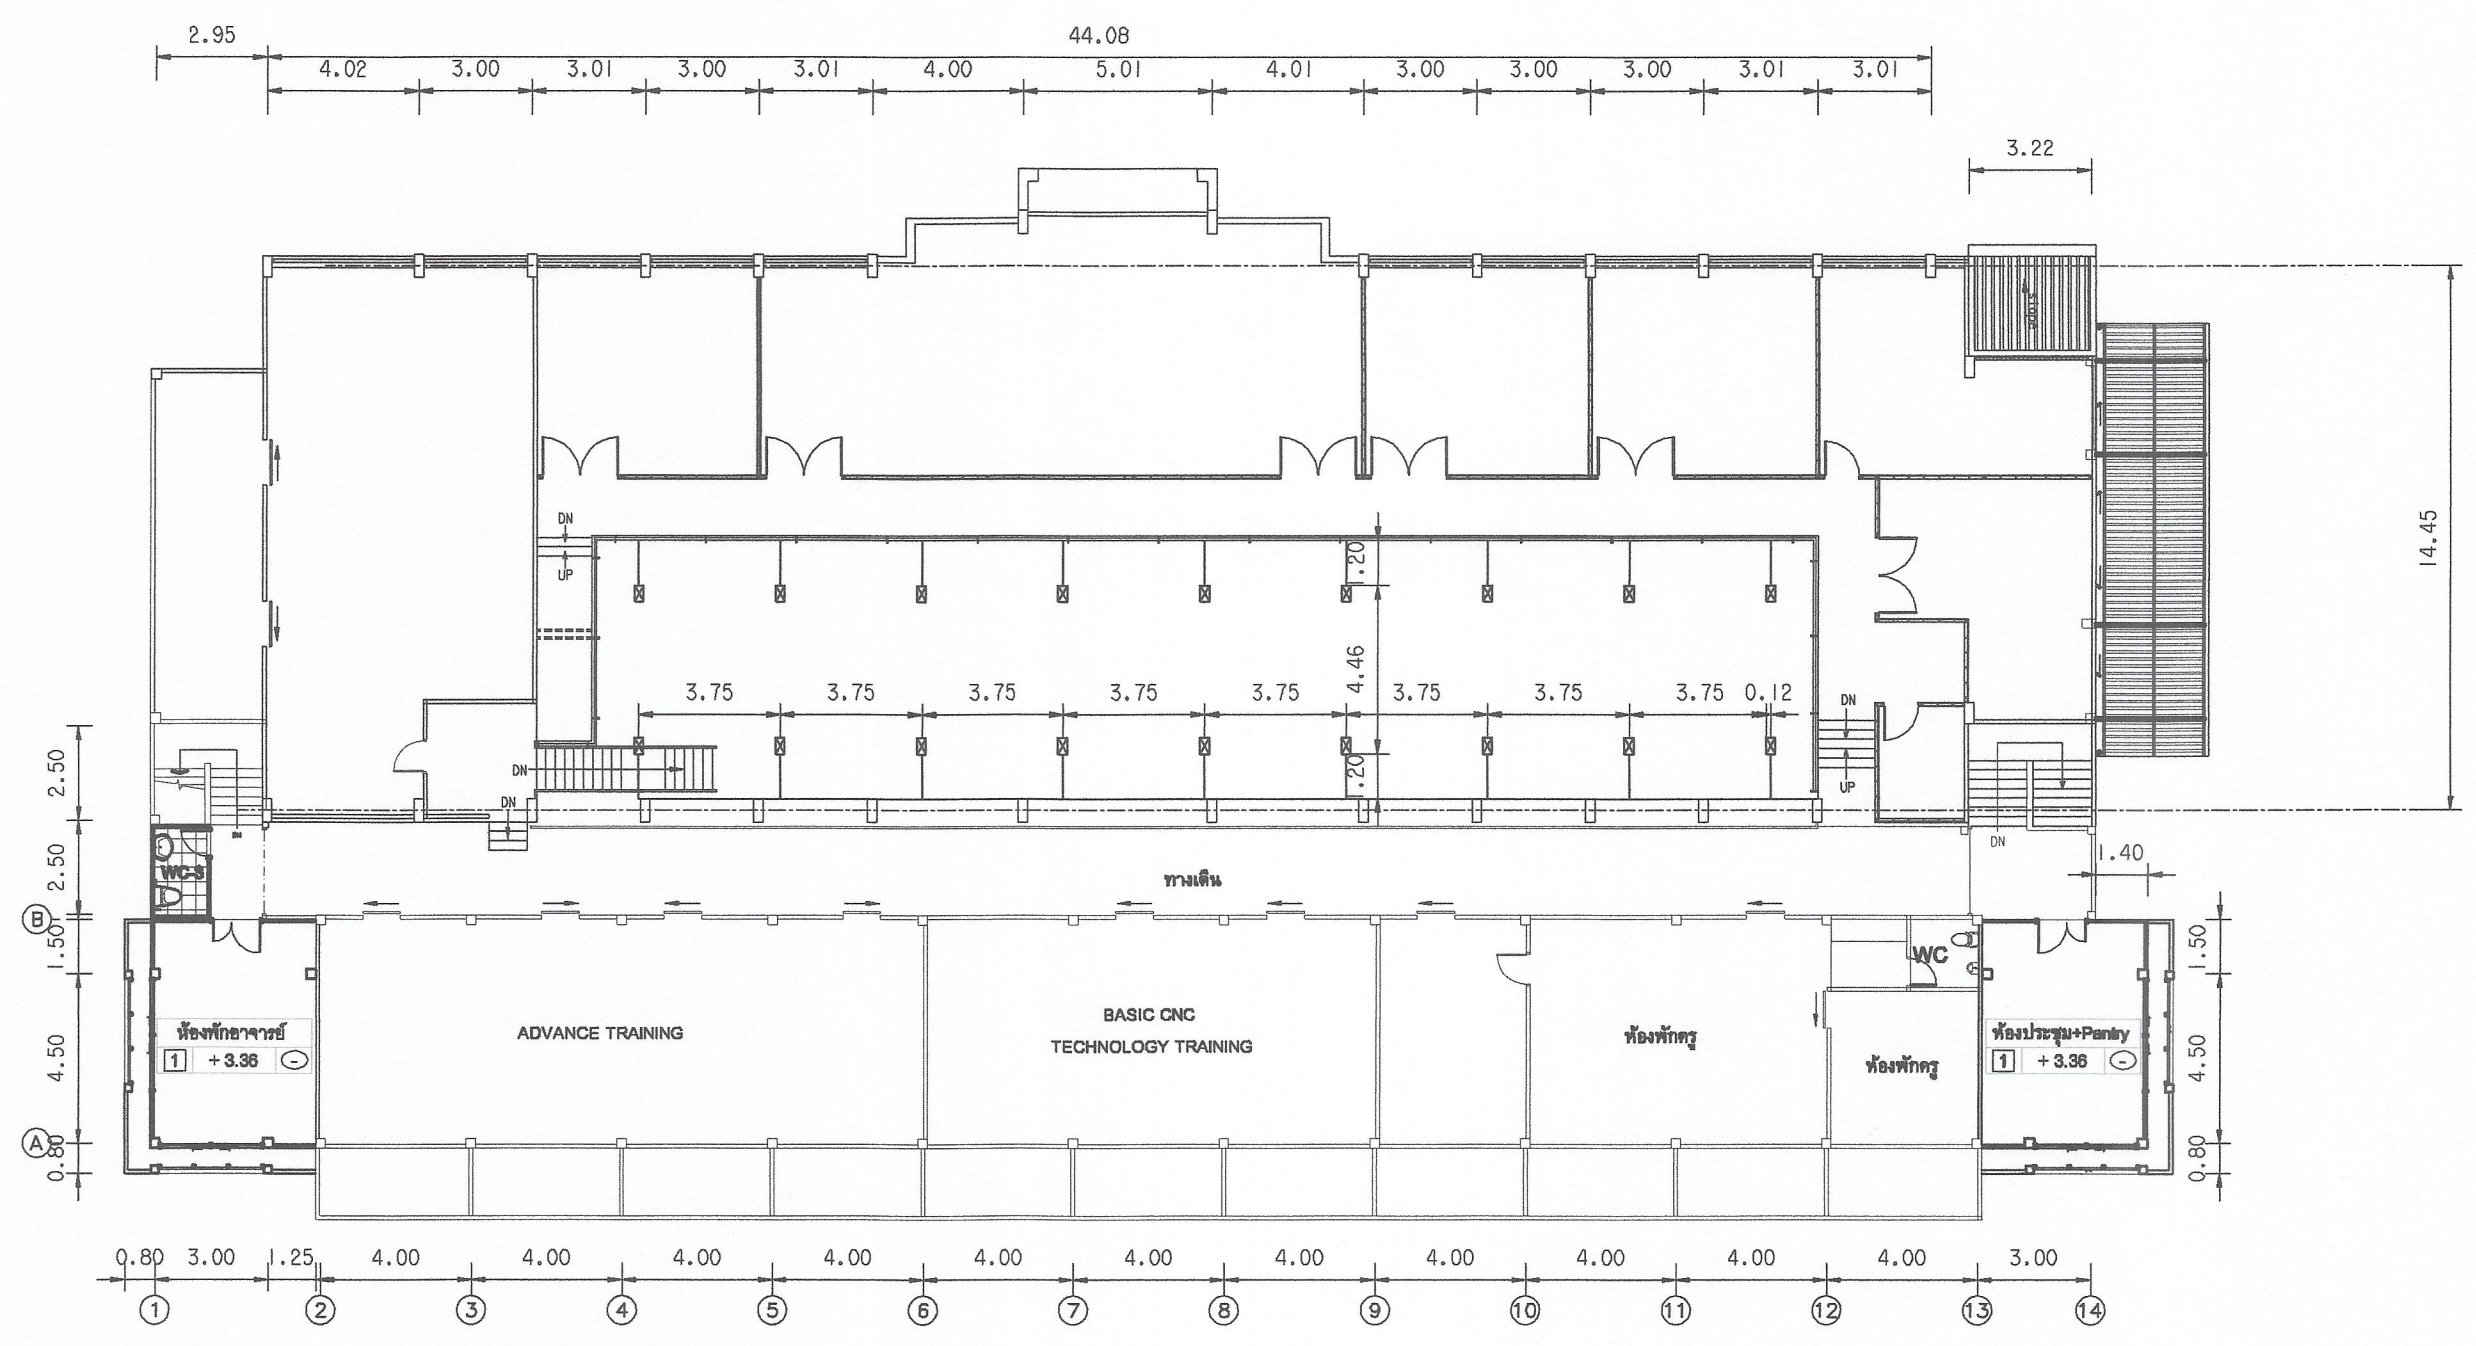 2.95
44.08
4.02
3.00
3.01
3.00
3.01
4.00
5.01
4.01
3.00
3.00
3.00
3.01
3.01
3.22
slope
14.45
DN
UP
1.20
4.46
3.75
3.75
3.75
3.75
3.75
3.75
3.75
3.75
0.12
1.20
DN
UP
DN
DN
DN
DN
2.50
2.50
1.50
4.50
0.80
WC-3
ทางเดิน
1.40
B
A
WC
1.50
4.50
0.80
ห้องพักอาจารย์
1 +3.36 -
ADVANCE TRAINING
BASIC CNC
TECHNOLOGY TRAINING
ห้องพักครู
ห้องพักครู
ห้องประชุม+Pantry
1 +3.36 -
0.80 3.00 1.25 4.00 4.00 4.00 4.00 4.00 4.00 4.00 4.00 4.00 4.00 4.00 3.00
1 2 3 4 5 6 7 8 9 10 11 12 13 14